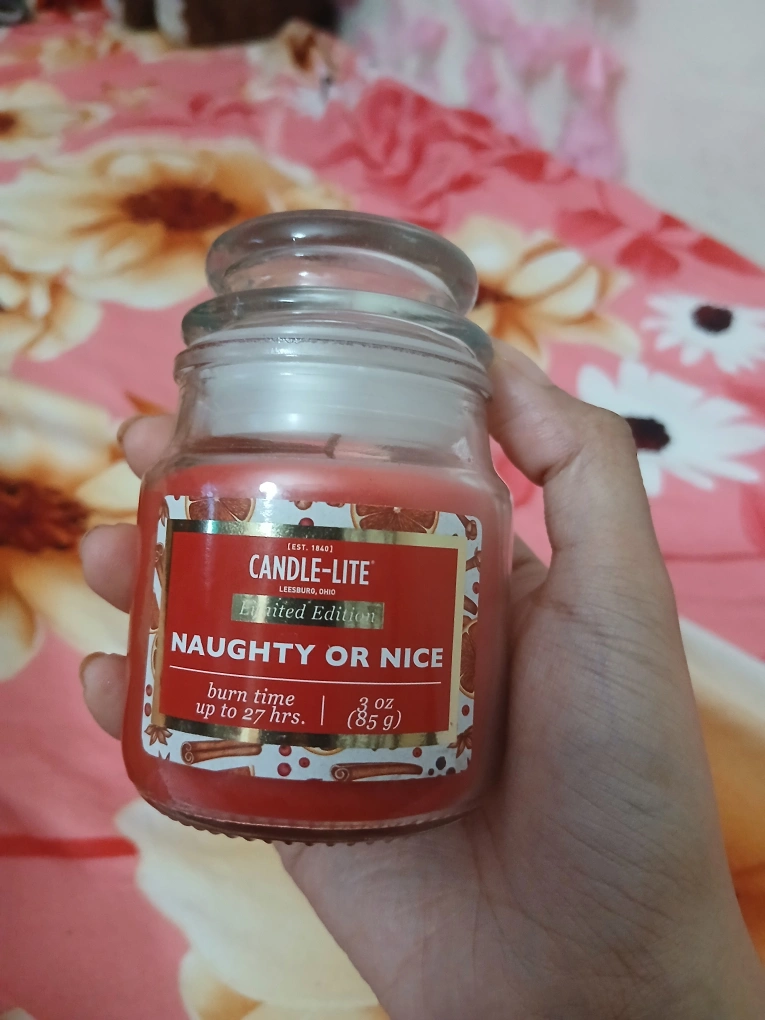 [EST. 1840]
CANDLE-LITE®
LEESBURG, OHIO
Limited Edition
NAUGHTY OR NICE
burn time
up to 27 hrs.
3 oz
(85 g)